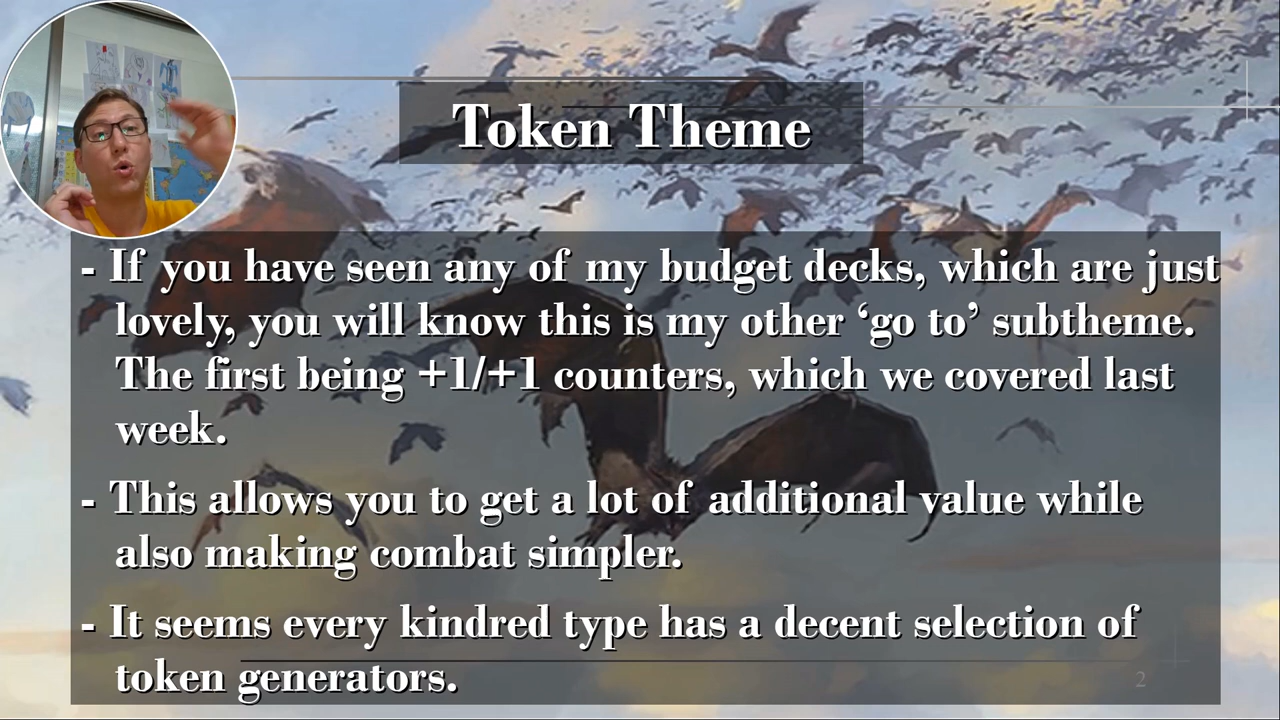 Token Theme
- If you have seen any of my budget decks, which are just
lovely, you will know this is my other ‘go to’ subtheme.
The first being +1/+1 counters, which we covered last
week.
- This allows you to get a lot of additional value while
also making combat simpler.
- It seems every kindred type has a decent selection of
token generators.
2